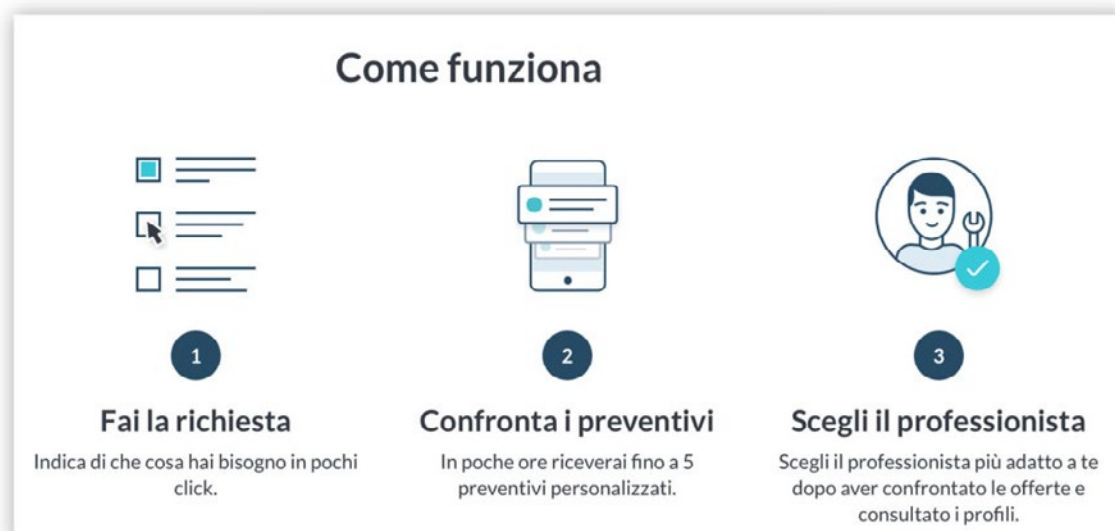 Come funziona
1
Fai la richiesta
Indica di che cosa hai bisogno in pochi
click.
2
Confronta i preventivi
In poche ore riceverai fino a 5
preventivi personalizzati.
3
Scegli il professionista
Scegli il professionista più adatto a te
dopo aver confrontato le offerte e
consultato i profili.